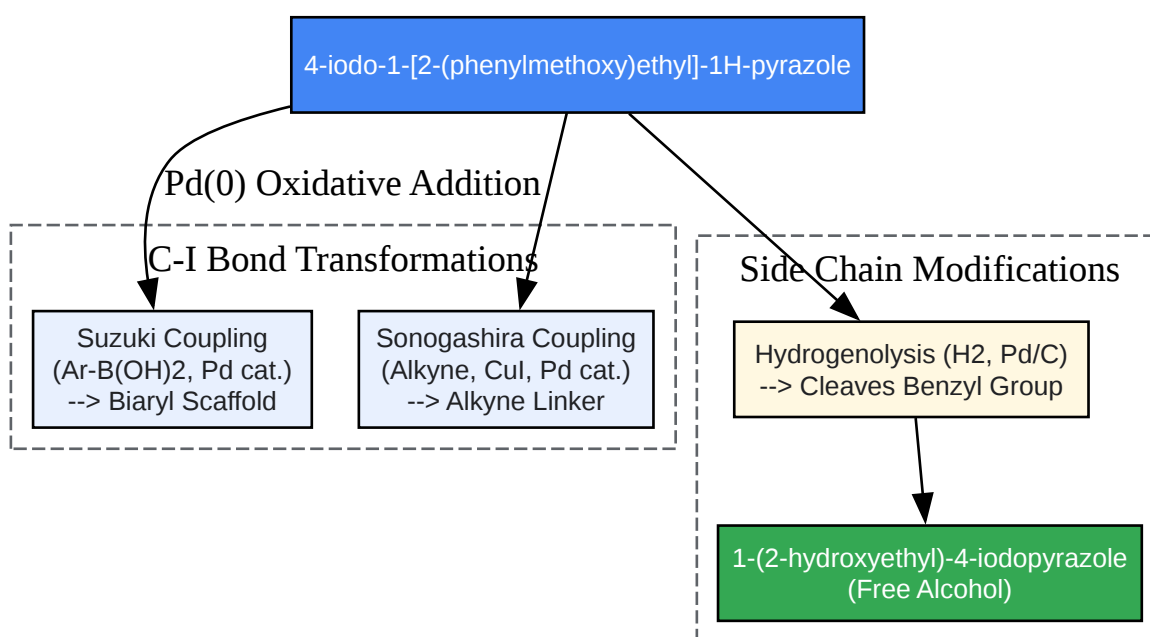 4-iodo-1-[2-(phenylmethoxy)ethyl]-1H-pyrazole
Pd(0) Oxidative Addition
C-I Bond Transformations
Suzuki Coupling
(Ar-B(OH)2, Pd cat.)
--> Biaryl Scaffold
Sonogashira Coupling
(Alkyne, CuI, Pd cat.)
--> Alkyne Linker
Side Chain Modifications
Hydrogenolysis (H2, Pd/C)
--> Cleaves Benzyl Group
1-(2-hydroxyethyl)-4-iodopyrazole
(Free Alcohol)